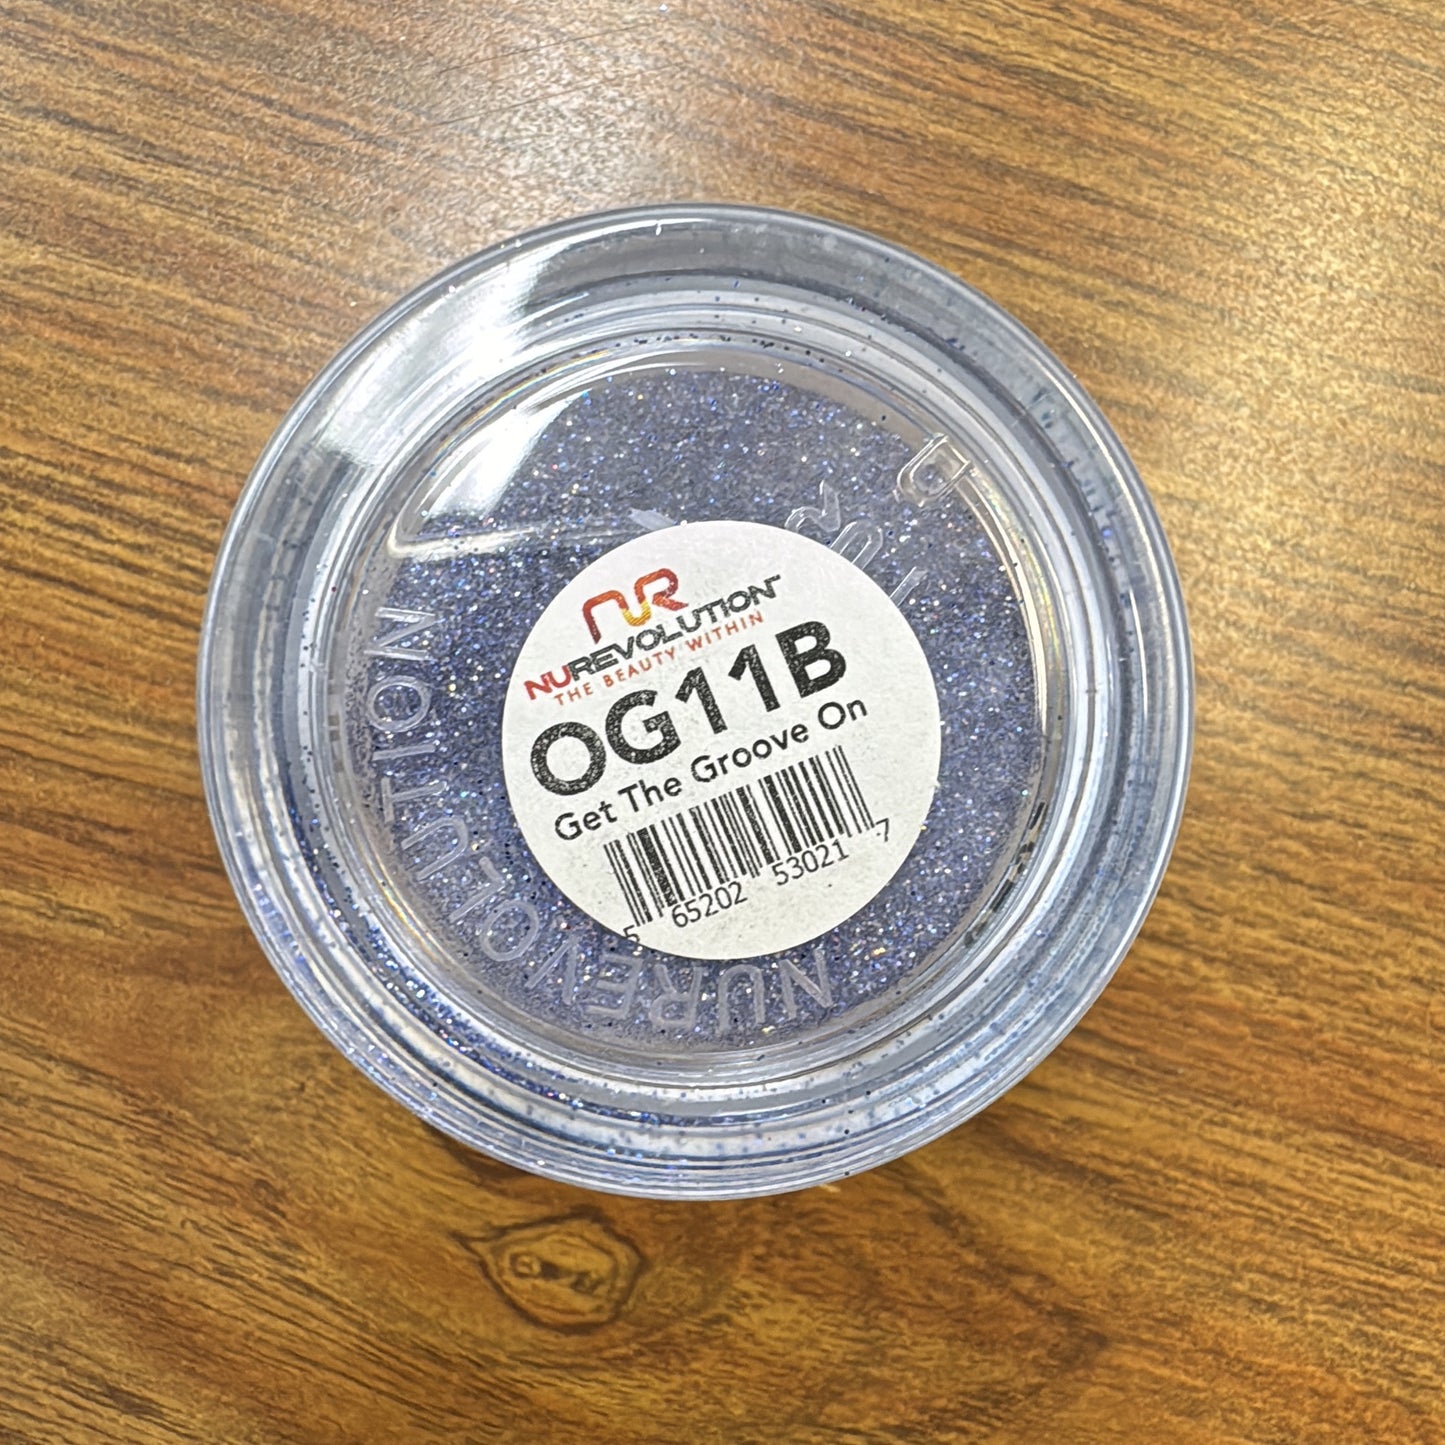 NR
NUREVOLUTION
THE BEAUTY WITHIN
OG11B
Get The Groove On
5 65202 53021 7
NUREVOLUTION